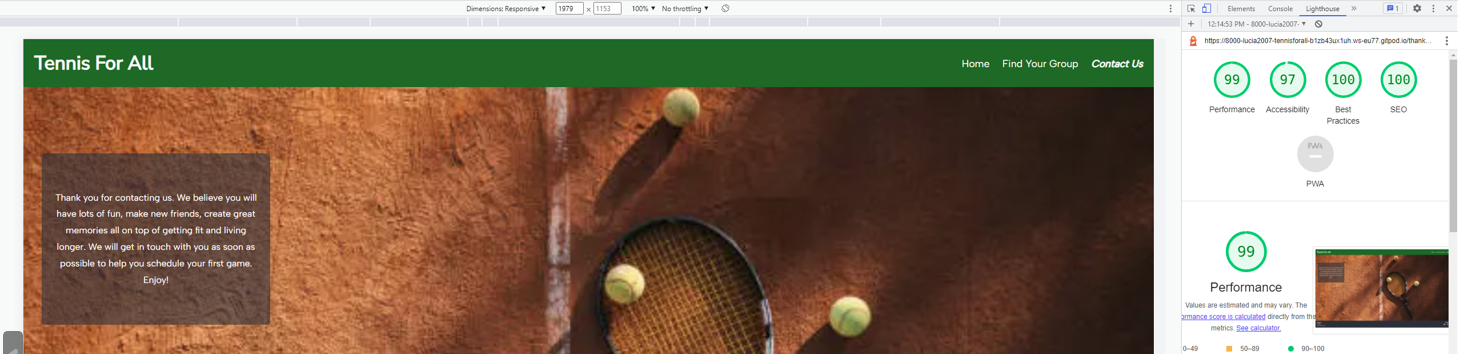 Dimensions: Responsive ▼ 1979 × 1153 100% ▼ No throttling ▼
Elements Console Lighthouse » 1
+ 12:14:53 PM - 8000-lucia2007- ▼
https://8000-lucia2007-tennisforall-b1zb43ux1uh.ws-eu77.gitpod.io/thank...
Tennis For All
Home Find Your Group Contact Us
Thank you for contacting us. We believe you will
have lots of fun, make new friends, create great
memories all on top of getting fit and living
longer. We will get in touch with you as soon as
possible to help you schedule your first game.
Enjoy!
99 97 100 100
Performance Accessibility Best
Practices SEO
PWA
PWA
99
Performance
Values are estimated and may vary. The
ormance score is calculated directly from the
metrics. See calculator.
0–49 50–89 90–100